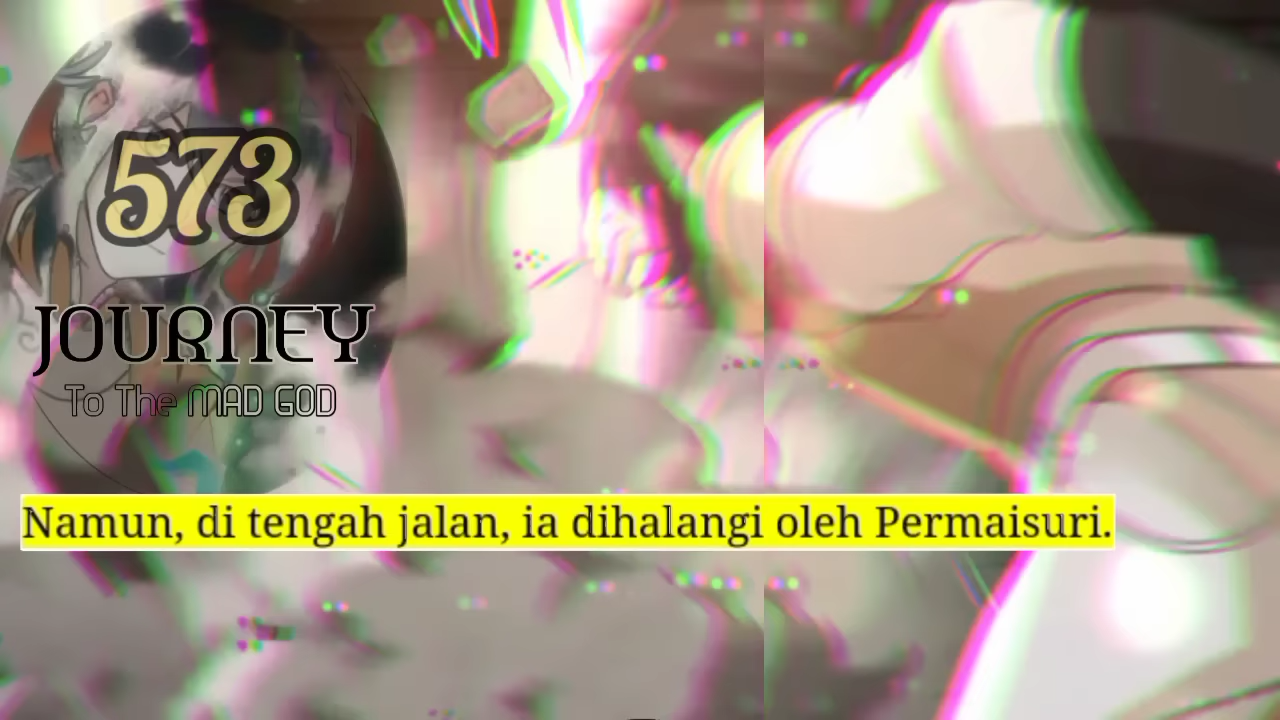 573
JOURNEY
To The MAD GOD
Namun, di tengah jalan, ia dihalangi oleh Permaisuri.